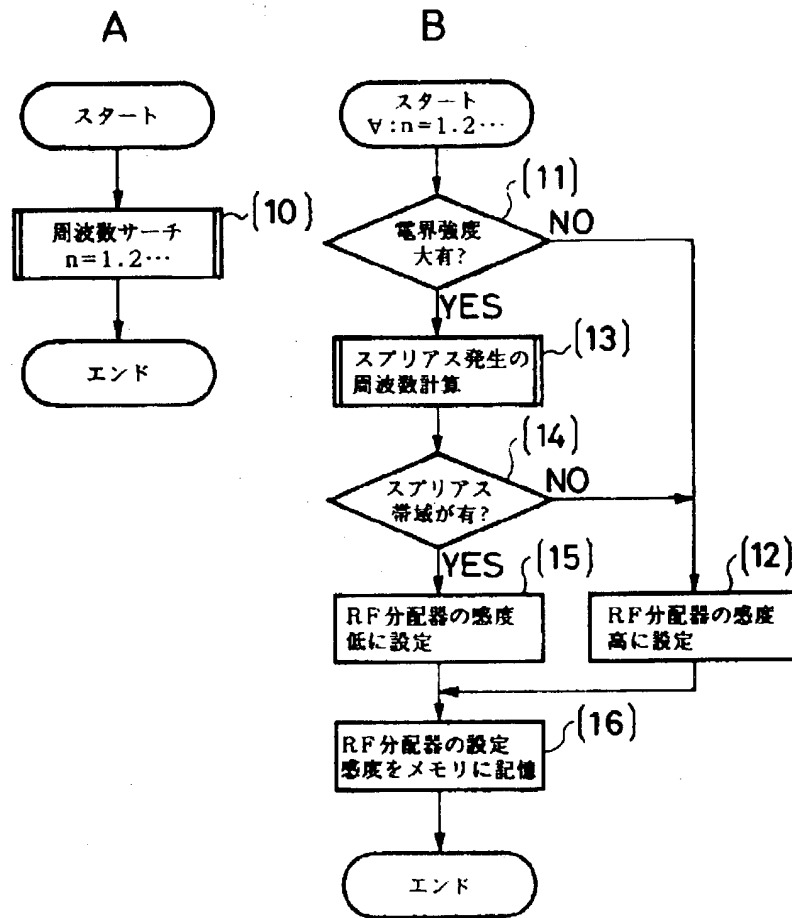 A
スタート
周波数サーチ
n=1.2…
(10)
エンド
B
スタート
∀:n=1.2…
(11)
電界強度
大有?
NO
YES
スプリアス発生の
周波数計算
(13)
(14)
スプリアス
帯域が有?
NO
YES
(15)
RF分配器の感度
低に設定
(12)
RF分配器の感度
高に設定
(16)
RF分配器の設定
感度をメモリに記憶
エンド